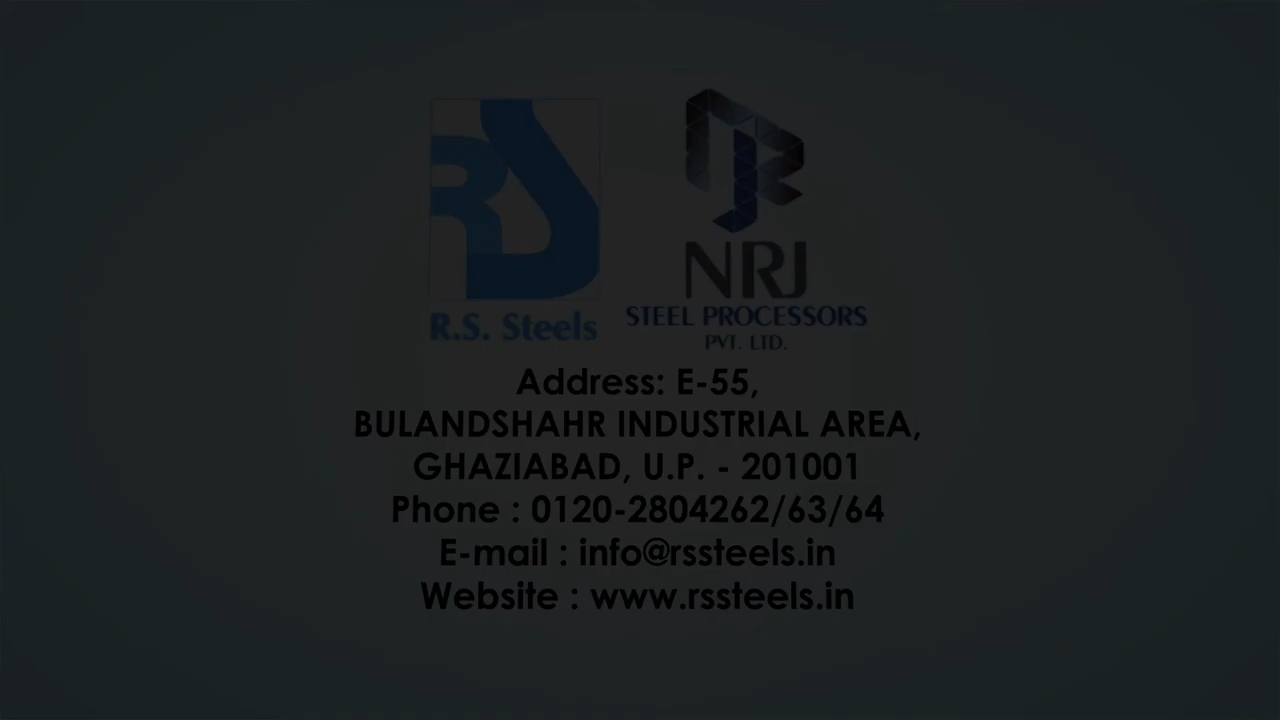 RS
R.S. Steels
NRJ
STEEL PROCESSORS
PVT. LTD.
Address: E-55,
BULANDSHAHR INDUSTRIAL AREA,
GHAZIABAD, U.P. - 201001
Phone : 0120-2804262/63/64
E-mail : info@rssteels.in
Website : www.rssteels.in